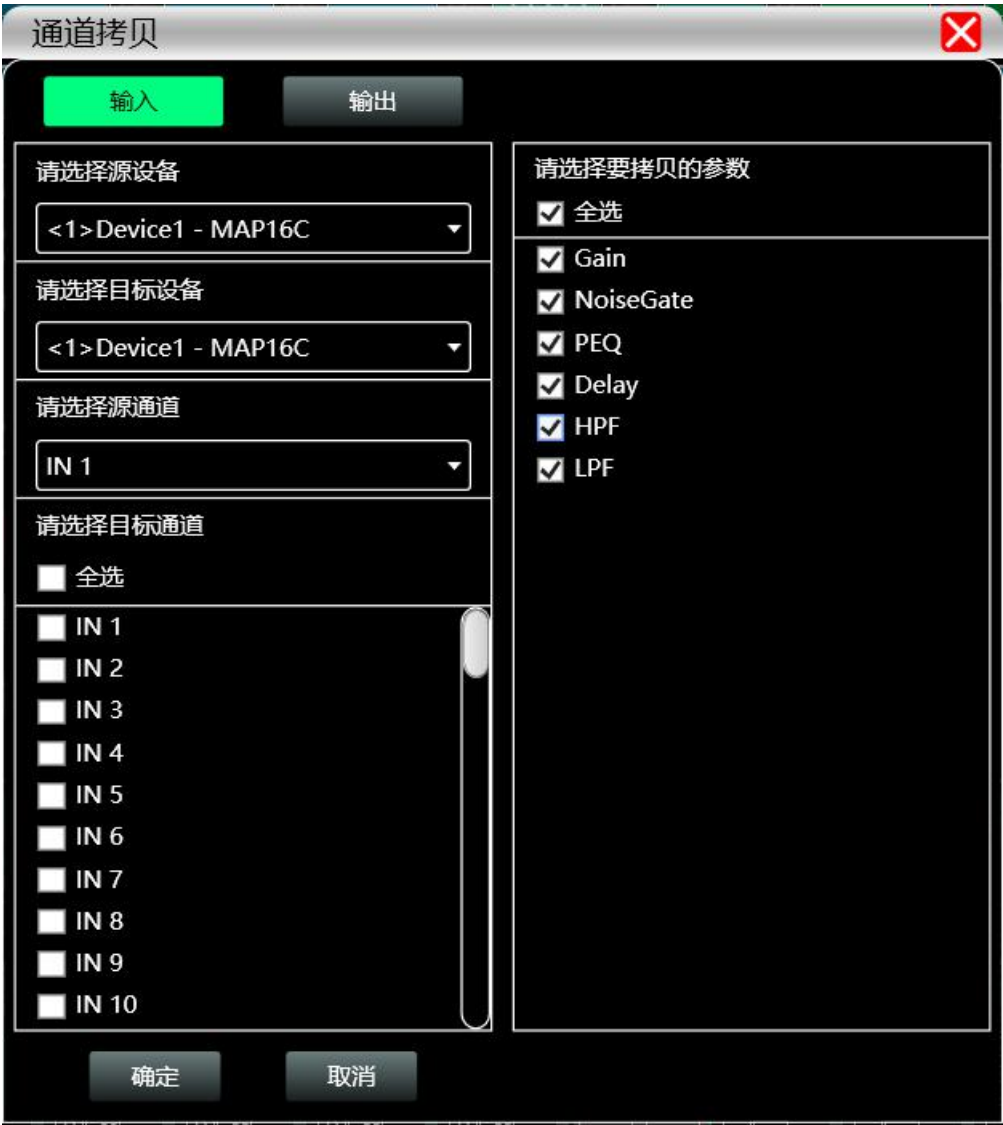 通道拷贝
输入
输出
请选择源设备
<1>Device1 - MAP16C
请选择目标设备
<1>Device1 - MAP16C
请选择源通道
IN 1
请选择目标通道
全选
IN 1
IN 2
IN 3
IN 4
IN 5
IN 6
IN 7
IN 8
IN 9
IN 10
请选择要拷贝的参数
全选
Gain
NoiseGate
PEQ
Delay
HPF
LPF
确定
取消